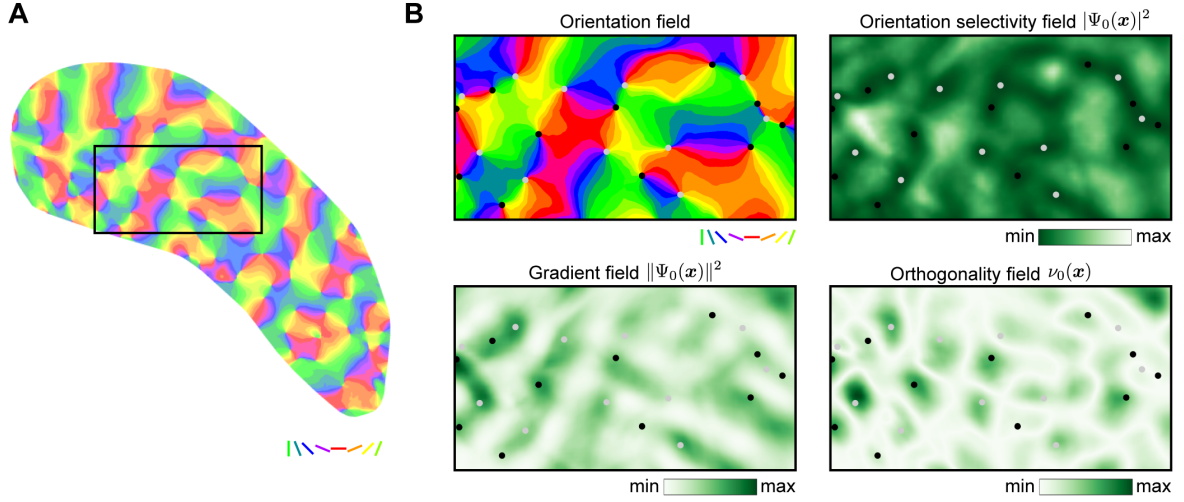 A
B
Orientation field
Orientation selectivity field |Ψ₀(𝒙)|²
min max
Gradient field ‖Ψ₀(𝒙)‖²
Orthogonality field ν₀(𝒙)
min max
min max